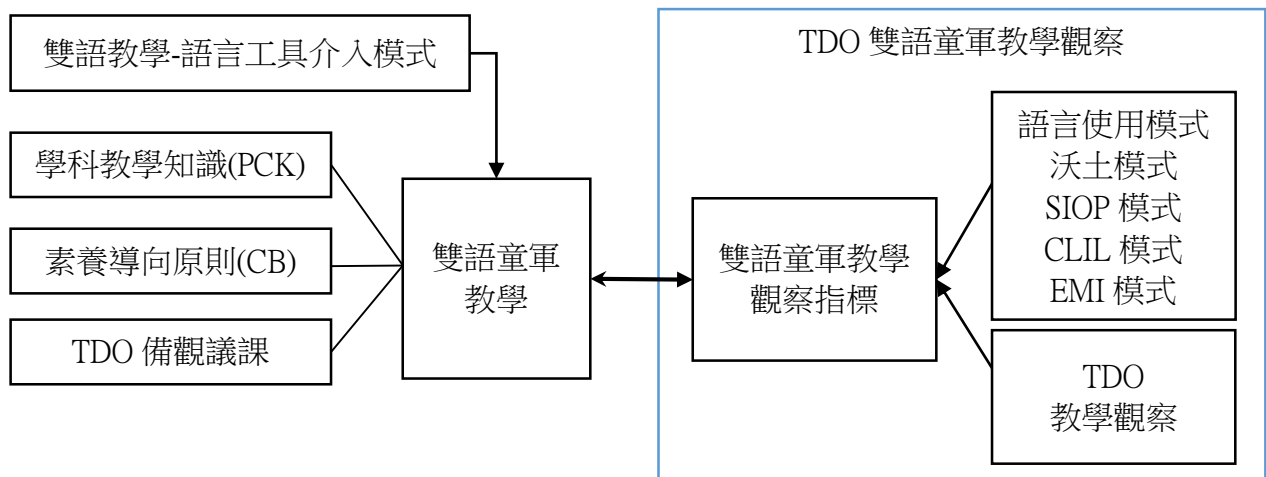 雙語教學-語言工具介入模式
學科教學知識(PCK)
素養導向原則(CB)
TDO 備觀議課
雙語童軍
教學
TDO 雙語童軍教學觀察
雙語童軍教學
觀察指標
語言使用模式
沃土模式
SIOP 模式
CLIL 模式
EMI 模式
TDO
教學觀察